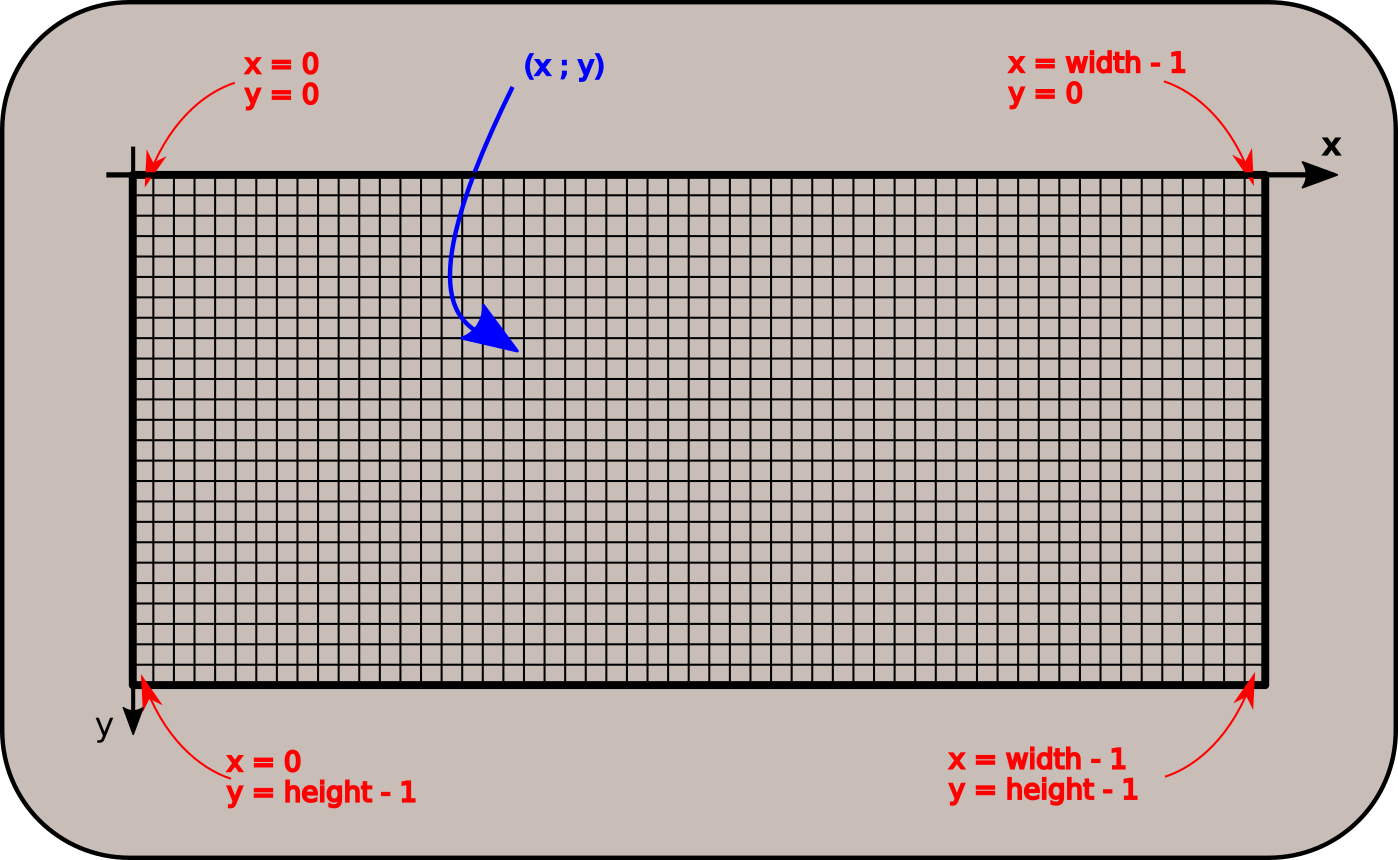 x = 0
y = 0
(x ; y)
x = width - 1
y = 0
x
y
x = 0
y = height - 1
x = width - 1
y = height - 1